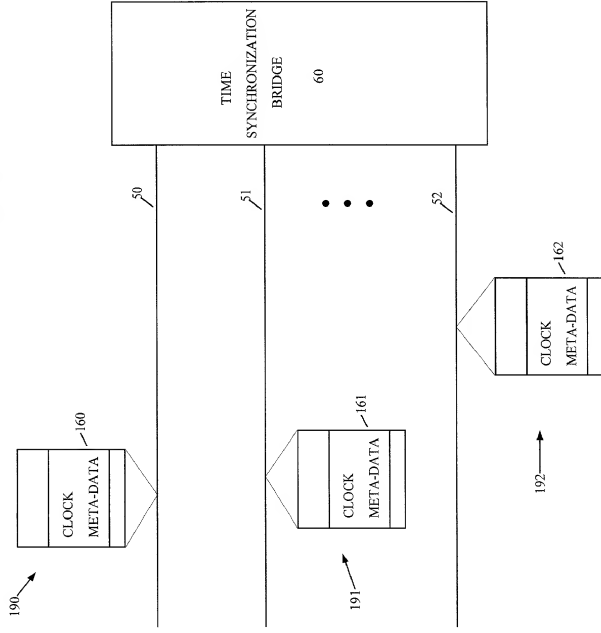 TIME
SYNCHRONIZATION
BRIDGE
60
50
51
52
160
CLOCK
META-DATA
190
161
CLOCK
META-DATA
191
162
CLOCK
META-DATA
192